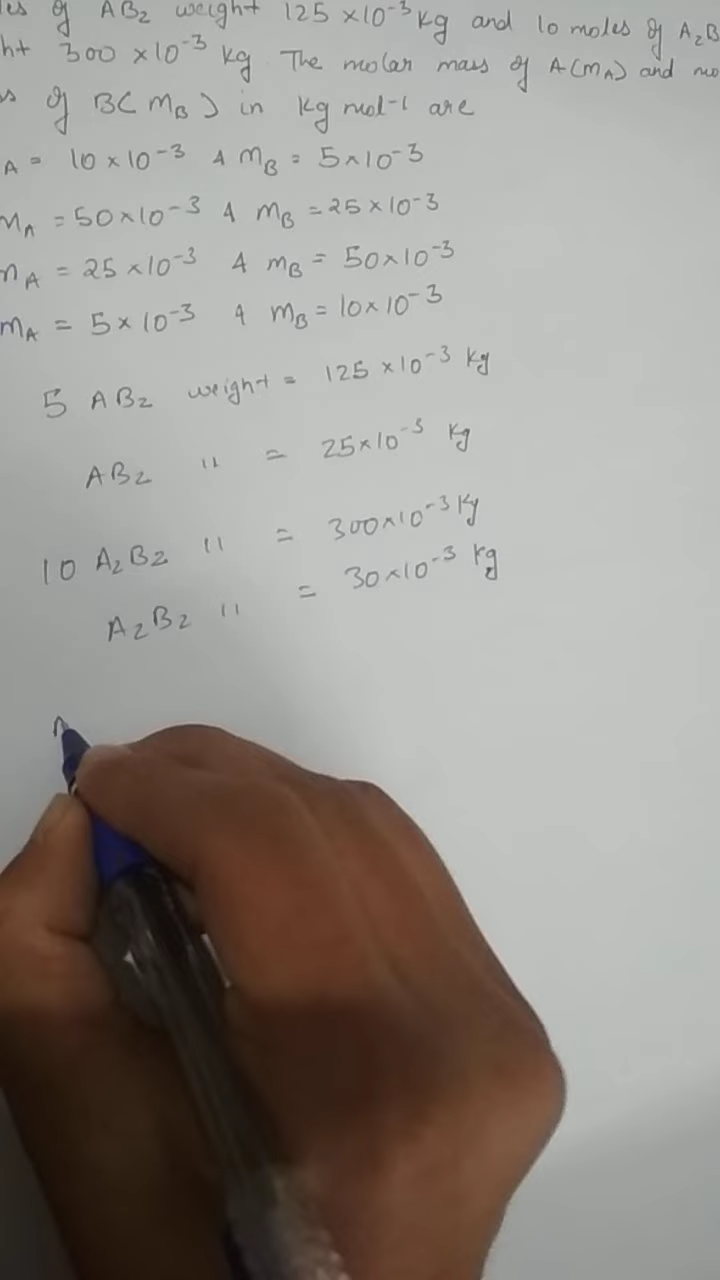 of AB2 weight 125 ×10-3 kg and 10 moles of A2B
300 ×10-3 kg. The molar mass of A(MA) and
of B(MB) in kg mol-1 are
A = 10×10-3 & MB = 5×10-3
MA = 50×10-3 & MB = 25×10-3
MA = 25×10-3 & MB = 50×10-3
MA = 5×10-3 & MB = 10×10-3
5 AB2 weight = 125×10-3 kg
AB2 " = 25×10-3 kg
10 A2B2 " = 300×10-3 kg
A2B2 " = 30×10-3 kg